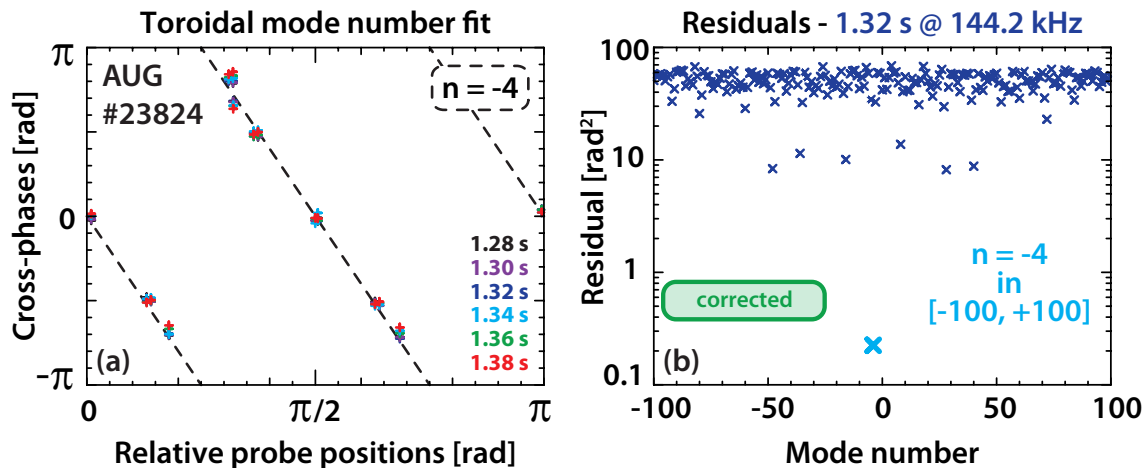 Toroidal mode number fit
π
AUG
#23824
n = -4
Cross-phases [rad]
0
1.28 s
1.30 s
1.32 s
1.34 s
1.36 s
1.38 s
(a)
-π
0
π/2
π
Relative probe positions [rad]
Residuals - 1.32 s @ 144.2 kHz
100
10
1
0.1
Residual [rad²]
n = -4
in
[-100, +100]
corrected
(b)
-100
-50
0
50
100
Mode number